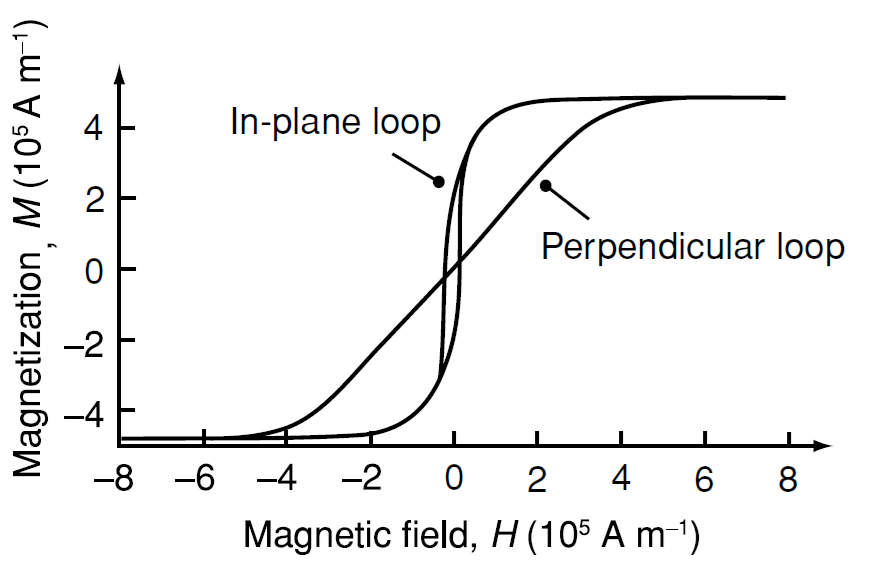 Magnetization, M (10⁵ A m⁻¹)
In-plane loop
Perpendicular loop
4
2
0
–2
–4
–8 –6 –4 –2 0 2 4 6 8
Magnetic field, H (10⁵ A m⁻¹)